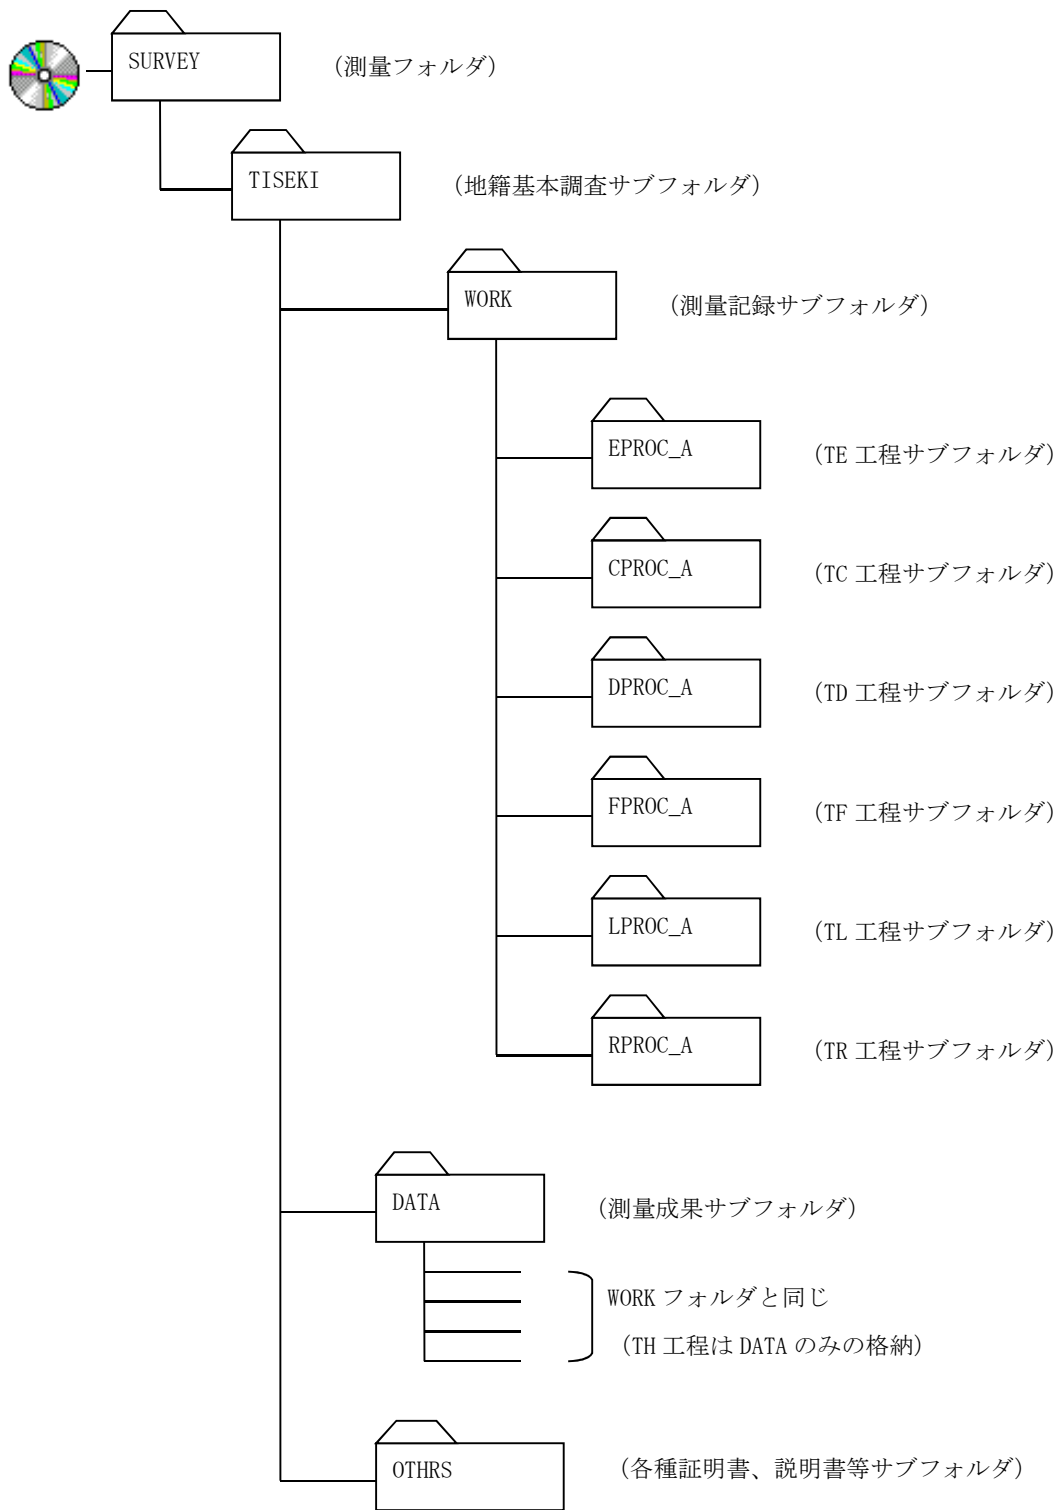 SURVEY (測量フォルダ)
TISEKI (地籍基本調査サブフォルダ)
WORK (測量記録サブフォルダ)
EPROC_A (TE 工程サブフォルダ)
CPROC_A (TC 工程サブフォルダ)
DPROC_A (TD 工程サブフォルダ)
FPROC_A (TF 工程サブフォルダ)
LPROC_A (TL 工程サブフォルダ)
RPROC_A (TR 工程サブフォルダ)
DATA (測量成果サブフォルダ)
WORK フォルダと同じ
(TH 工程は DATA のみの格納)
OTHRS (各種証明書、説明書等サブフォルダ)